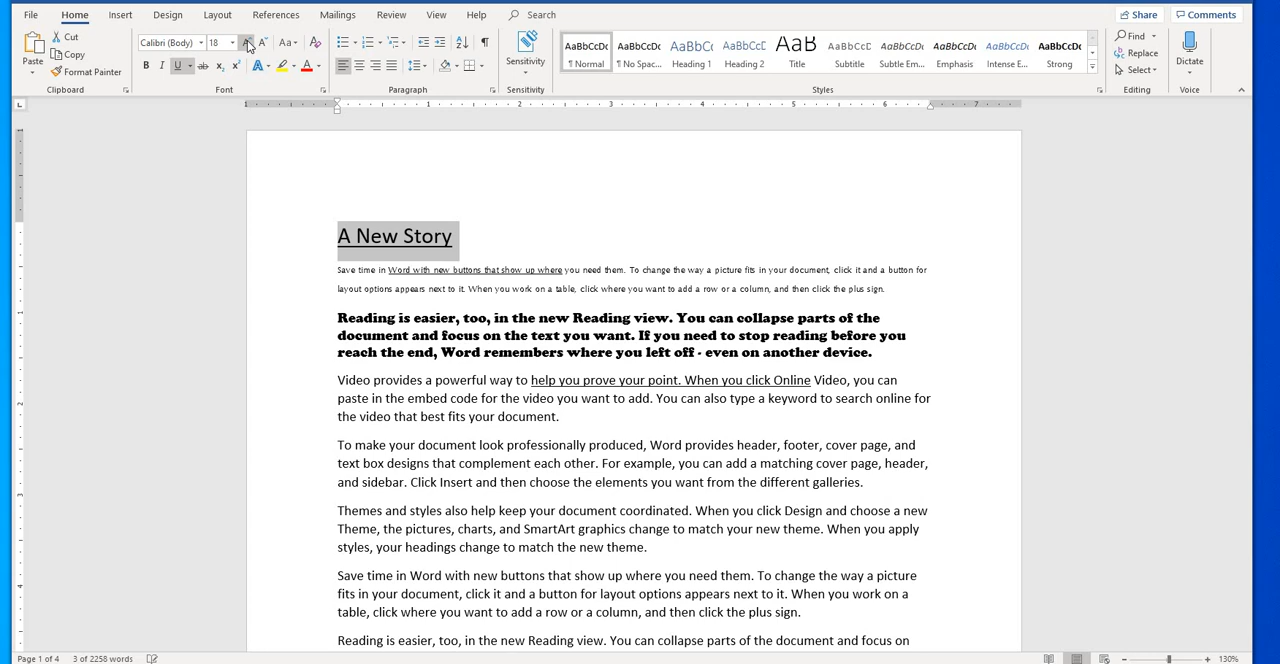 File Home Insert Design Layout References Mailings Review View Help Search Share Comments
Paste Cut Copy Format Painter
Calibri (Body) 18 A A Aa A
B I U ab x₂ x² A A
Sensitivity
AaBbCcDc AaBbCcDc AaBbCc AaBbCcC AaB AaBbCcD AaBbCcDc AaBbCcDc AaBbCcDc AaBbCcDc
¶ Normal ¶ No Spac... Heading 1 Heading 2 Title Subtitle Subtle Em... Emphasis Intense E... Strong
Find
Replace
Select
Dictate
Clipboard Font Paragraph Sensitivity Styles Editing Voice
1 1 2 3 4 5 6 7
A New Story
Save time in Word with new buttons that show up where you need them. To change the way a picture fits in your document, click it and a button for
layout options appears next to it. When you work on a table, click where you want to add a row or a column, and then click the plus sign.
Reading is easier, too, in the new Reading view. You can collapse parts of the
document and focus on the text you want. If you need to stop reading before you
reach the end, Word remembers where you left off - even on another device.
Video provides a powerful way to help you prove your point. When you click Online Video, you can
paste in the embed code for the video you want to add. You can also type a keyword to search online for
the video that best fits your document.
To make your document look professionally produced, Word provides header, footer, cover page, and
text box designs that complement each other. For example, you can add a matching cover page, header,
and sidebar. Click Insert and then choose the elements you want from the different galleries.
Themes and styles also help keep your document coordinated. When you click Design and choose a new
Theme, the pictures, charts, and SmartArt graphics change to match your new theme. When you apply
styles, your headings change to match the new theme.
Save time in Word with new buttons that show up where you need them. To change the way a picture
fits in your document, click it and a button for layout options appears next to it. When you work on a
table, click where you want to add a row or a column, and then click the plus sign.
Reading is easier, too, in the new Reading view. You can collapse parts of the document and focus on
Page 1 of 4 3 of 2258 words 130%